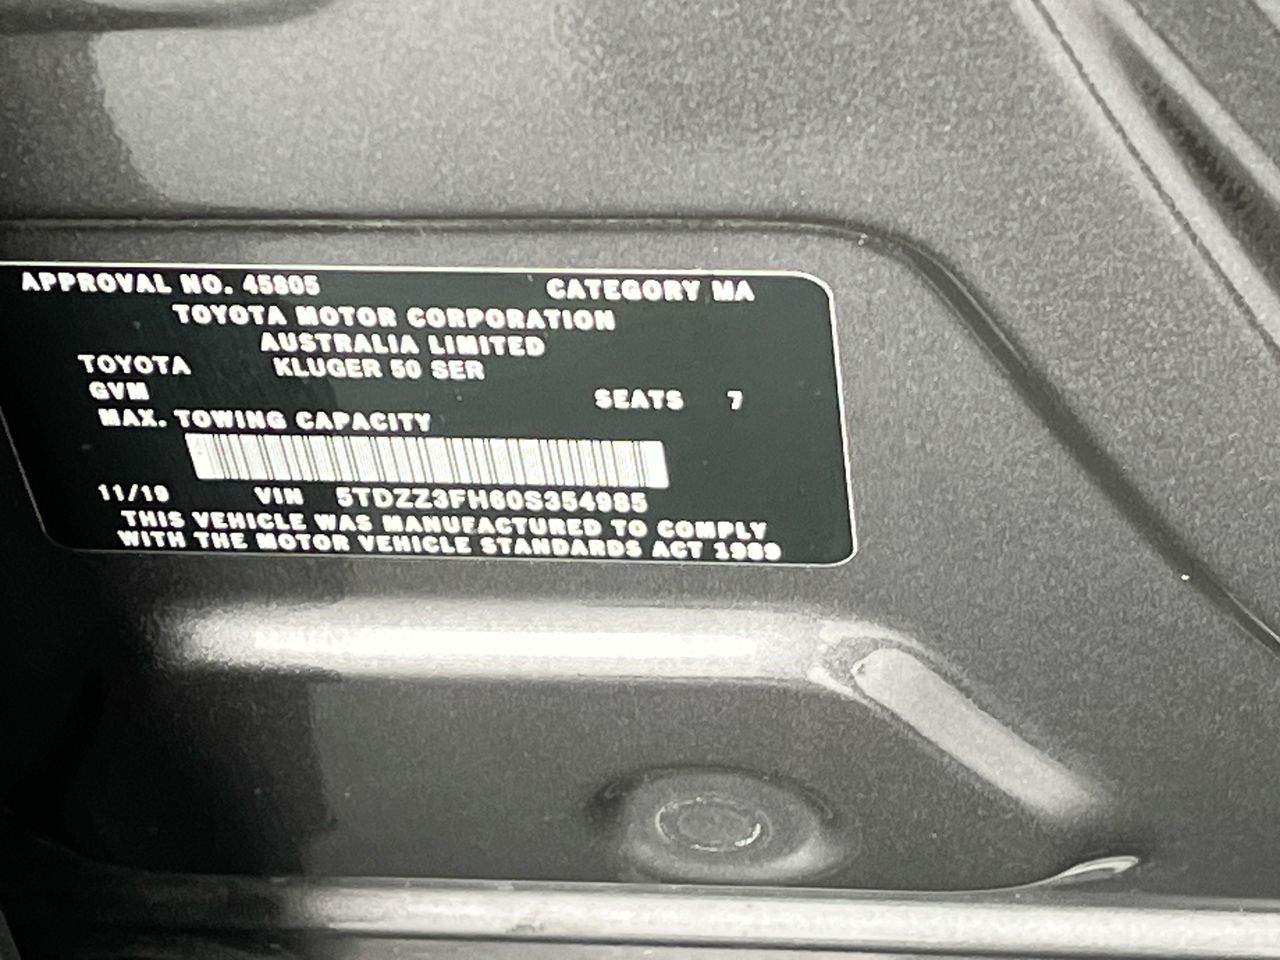 APPROVAL NO. 45805 CATEGORY MA
TOYOTA MOTOR CORPORATION
AUSTRALIA LIMITED
TOYOTA KLUGER 50 SER
GVM SEATS 7
MAX. TOWING CAPACITY
11/19 VIN 5TDZZ3FH60S354985
THIS VEHICLE WAS MANUFACTURED TO COMPLY
WITH THE MOTOR VEHICLE STANDARDS ACT 1989